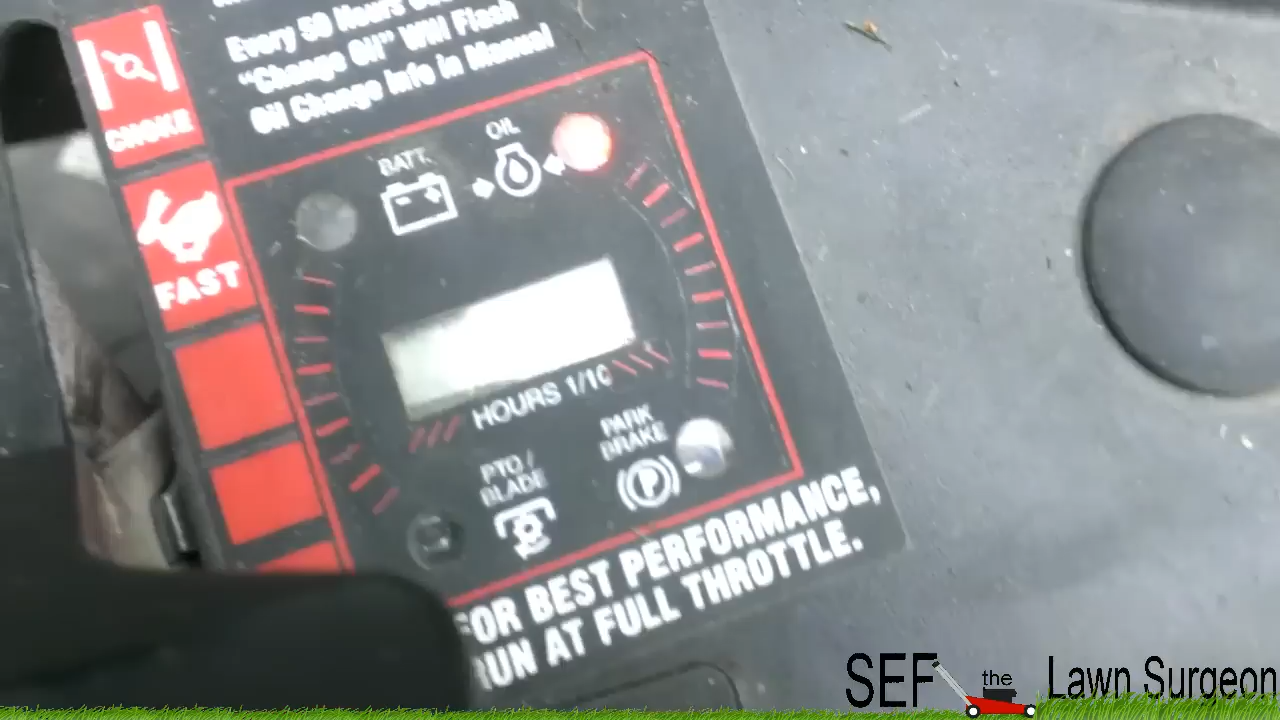 Every 50 Hours
"Change Oil" Will Flash
Oil Change Info in Manual
CHOKE
OIL
BATT.
FAST
HOURS 1/10
PARK
BRAKE
PTO /
BLADE
P
FOR BEST PERFORMANCE,
RUN AT FULL THROTTLE.
SEF the Lawn Surgeon